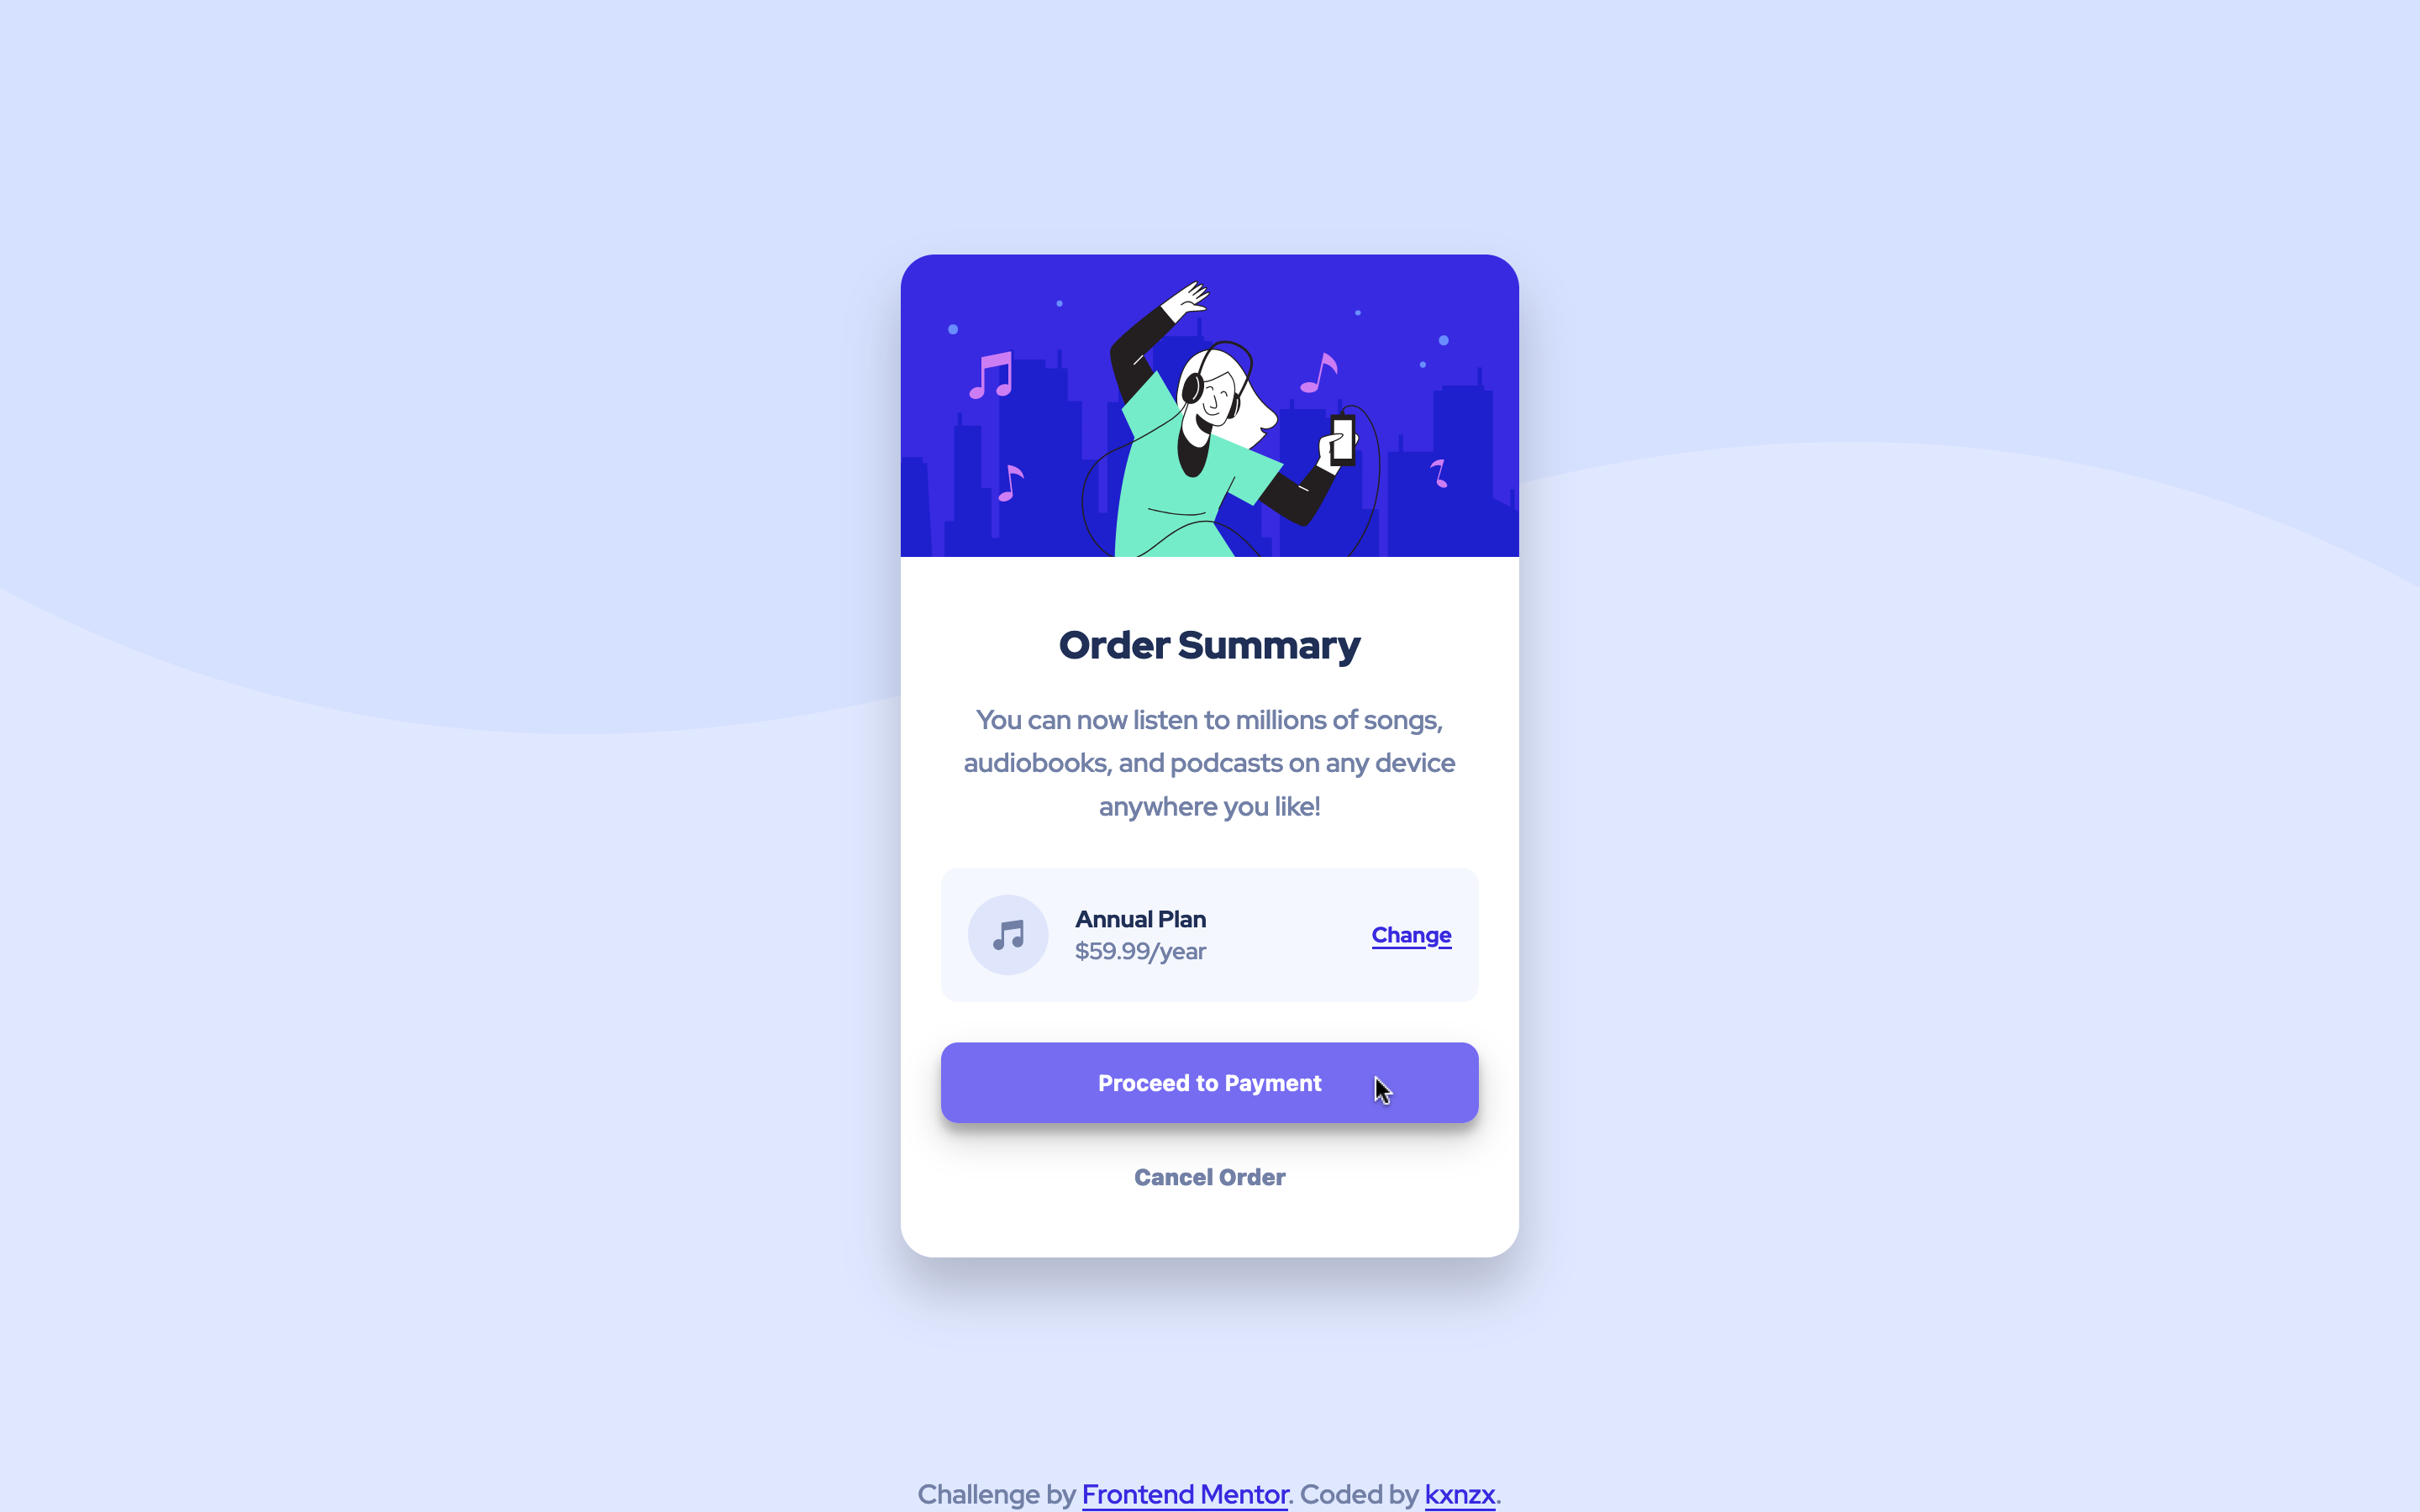 Order Summary
You can now listen to millions of songs,
audiobooks, and podcasts on any device
anywhere you like!
Annual Plan
$59.99/year
Change
Proceed to Payment
Cancel Order
Challenge by Frontend Mentor. Coded by kxnzx.